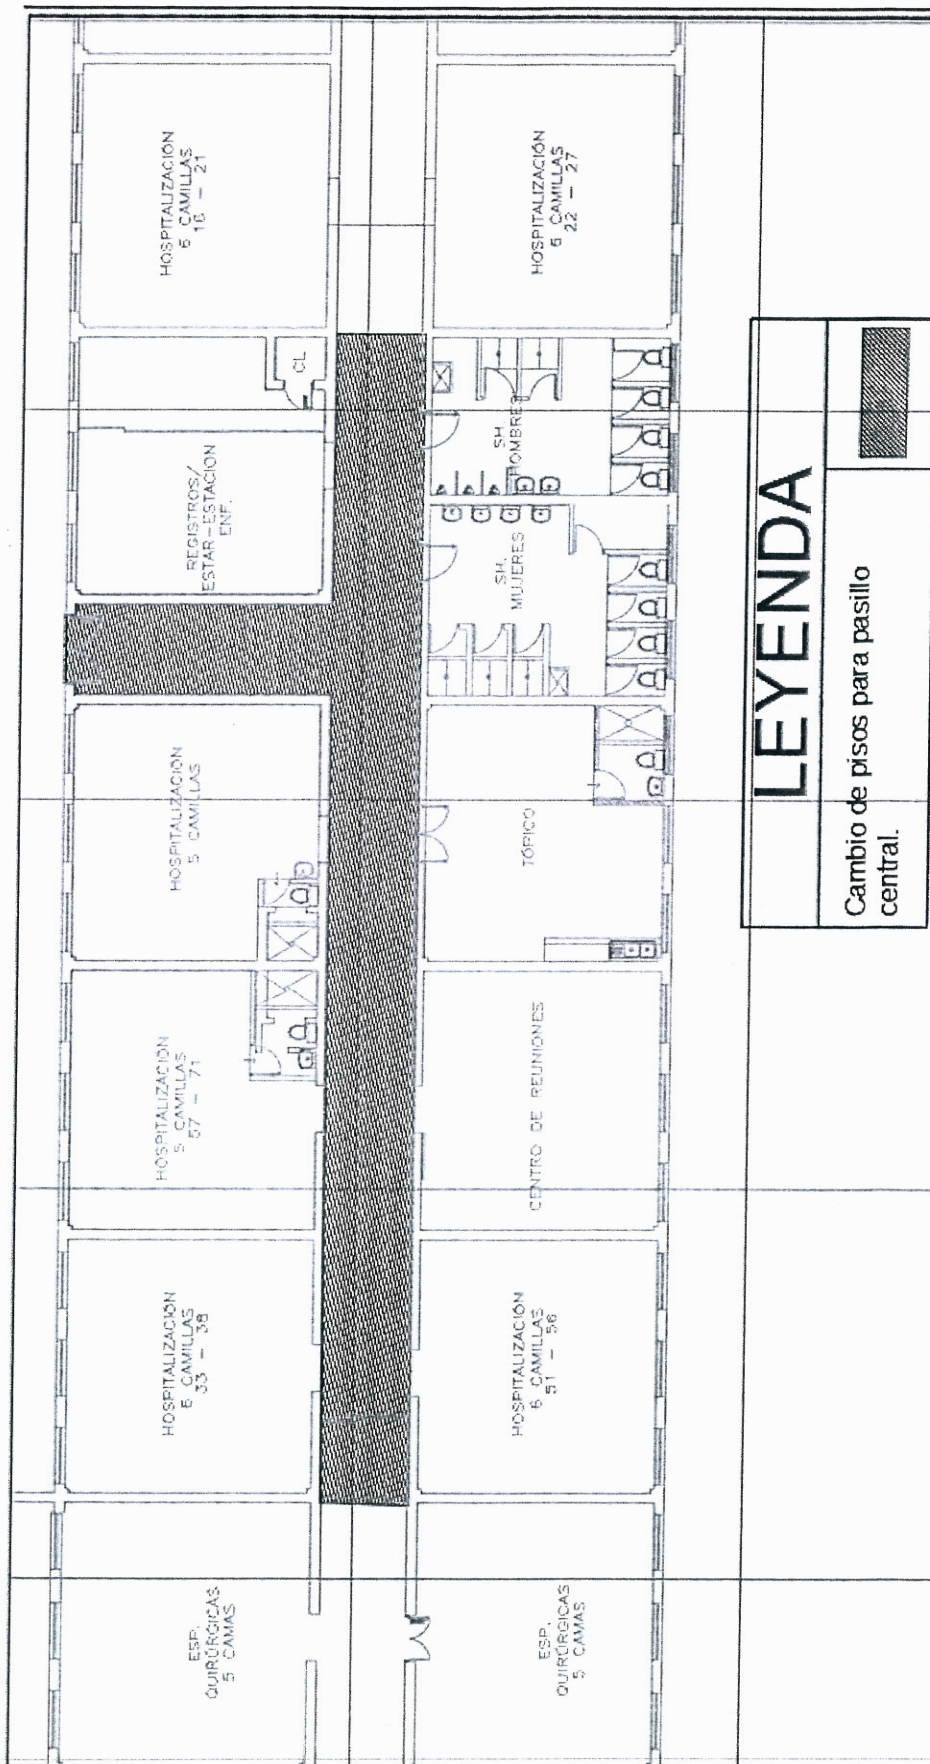 ESP.
QUIRÚRGICAS
5 CAMAS
HOSPITALIZACIÓN
6 CAMILLAS
33 – 38
HOSPITALIZACIÓN
5 CAMILLAS
67 – 71
HOSPITALIZACIÓN
5 CAMILLAS
REGISTROS/
ESTAR-ESTACION
ENF.
CL
HOSPITALIZACIÓN
6 CAMILLAS
16 – 21
ESP.
QUIRÚRGICAS
5 CAMAS
HOSPITALIZACIÓN
6 CAMILLAS
51 – 56
CENTRO DE REUNIONES
TÓPICO
SH.
MUJERES
SH.
HOMBRES
HOSPITALIZACIÓN
6 CAMILLAS
22 – 27
LEYENDA
Cambio de pisos para pasillo
central.